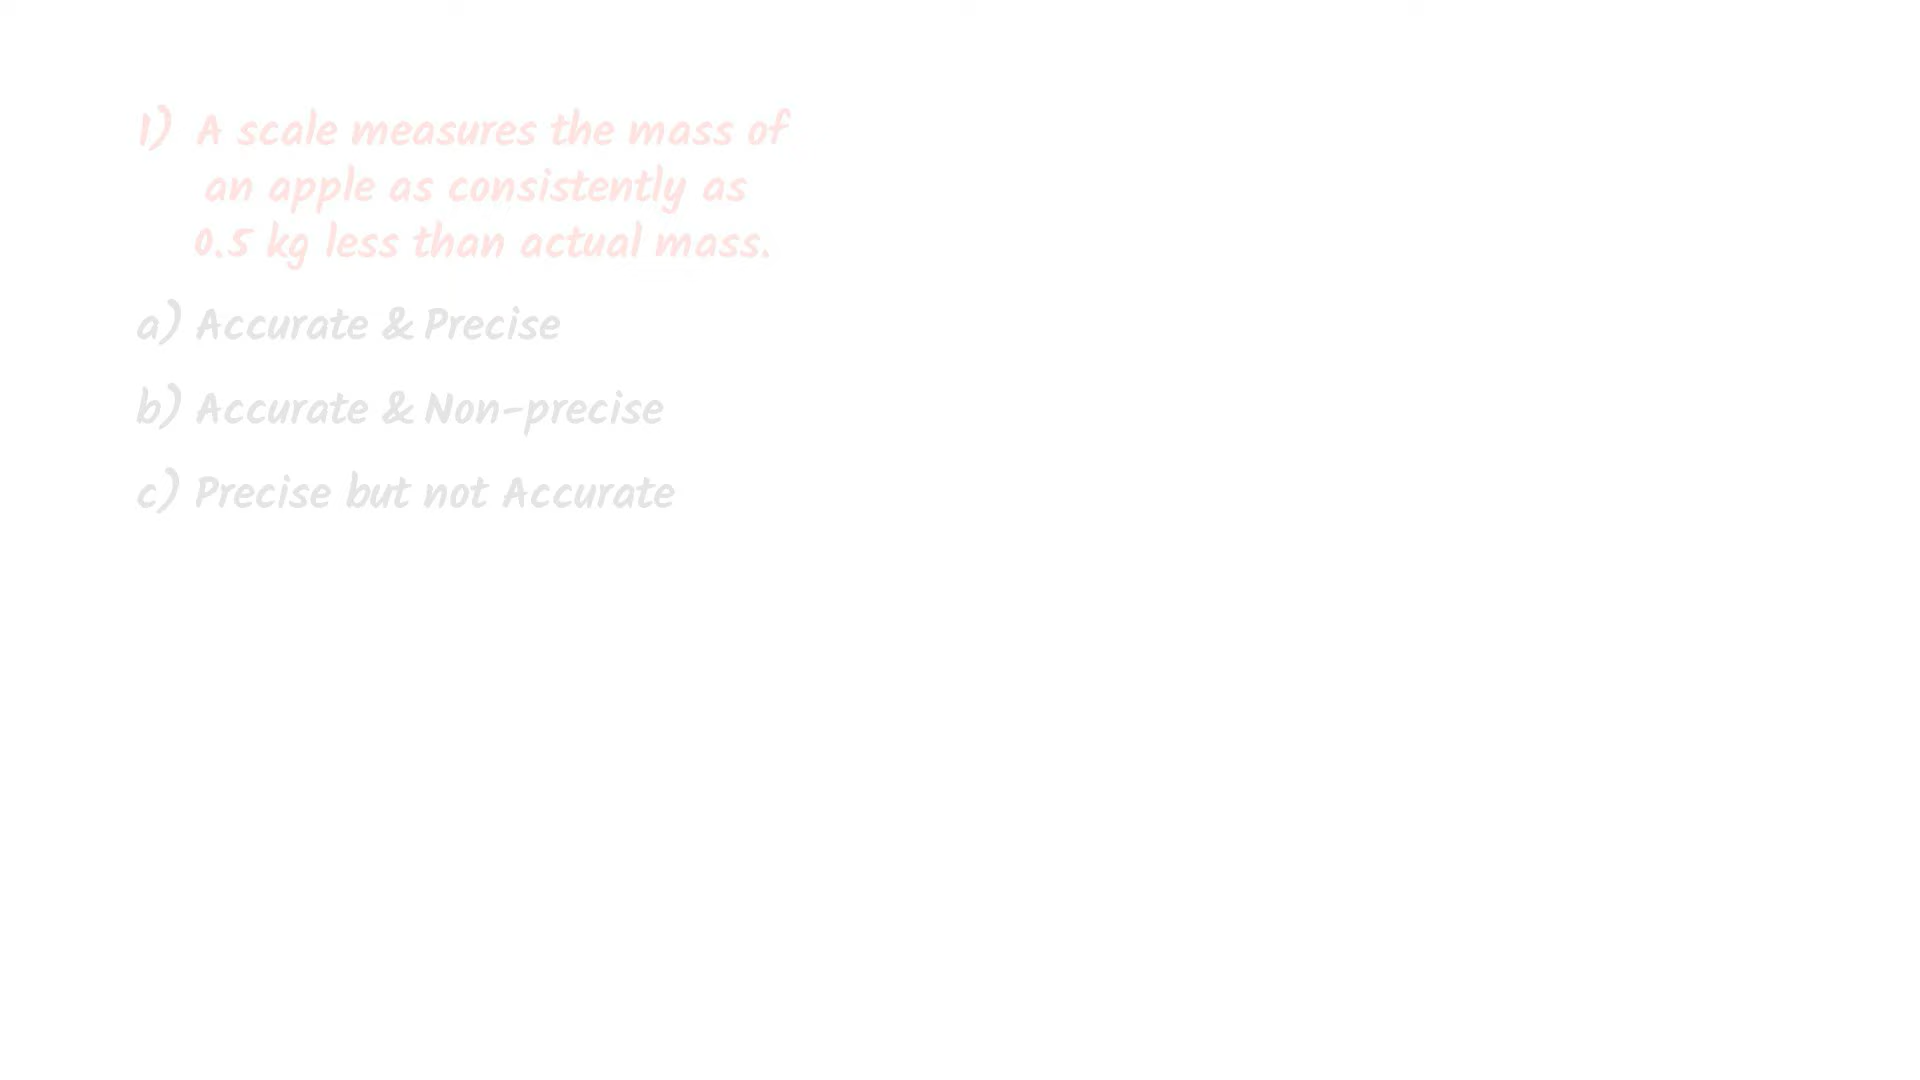 1) A scale measures the mass of
an apple as consistently as
0.5 kg less than actual mass.
a) Accurate & Precise
b) Accurate & Non-precise
c) Precise but not Accurate